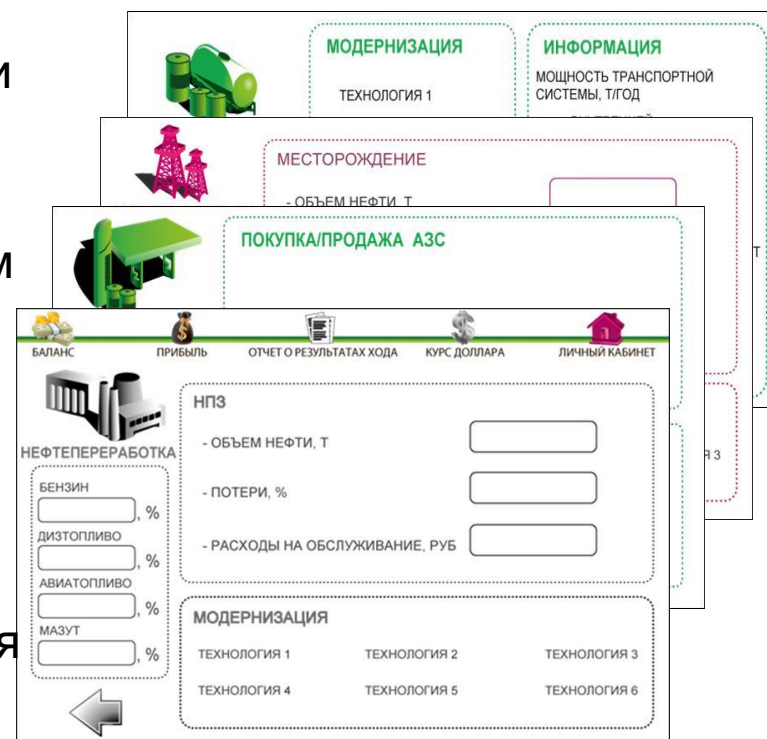 и
м
я
МОДЕРНИЗАЦИЯ
ТЕХНОЛОГИЯ 1
ИНФОРМАЦИЯ
МОЩНОСТЬ ТРАНСПОРТНОЙ
СИСТЕМЫ, Т/ГОД
МЕСТОРОЖДЕНИЕ
- ОБЪЕМ НЕФТИ, Т
Т
Я 3
ПОКУПКА/ПРОДАЖА АЗС
БАЛАНС
ПРИБЫЛЬ
ОТЧЕТ О РЕЗУЛЬТАТАХ ХОДА
КУРС ДОЛЛАРА
ЛИЧНЫЙ КАБИНЕТ
НЕФТЕПЕРЕРАБОТКА
БЕНЗИН
, %
ДИЗТОПЛИВО
, %
АВИАТОПЛИВО
, %
МАЗУТ
, %
НПЗ
- ОБЪЕМ НЕФТИ, Т
- ПОТЕРИ, %
- РАСХОДЫ НА ОБСЛУЖИВАНИЕ, РУБ
МОДЕРНИЗАЦИЯ
ТЕХНОЛОГИЯ 1 ТЕХНОЛОГИЯ 2 ТЕХНОЛОГИЯ 3
ТЕХНОЛОГИЯ 4 ТЕХНОЛОГИЯ 5 ТЕХНОЛОГИЯ 6